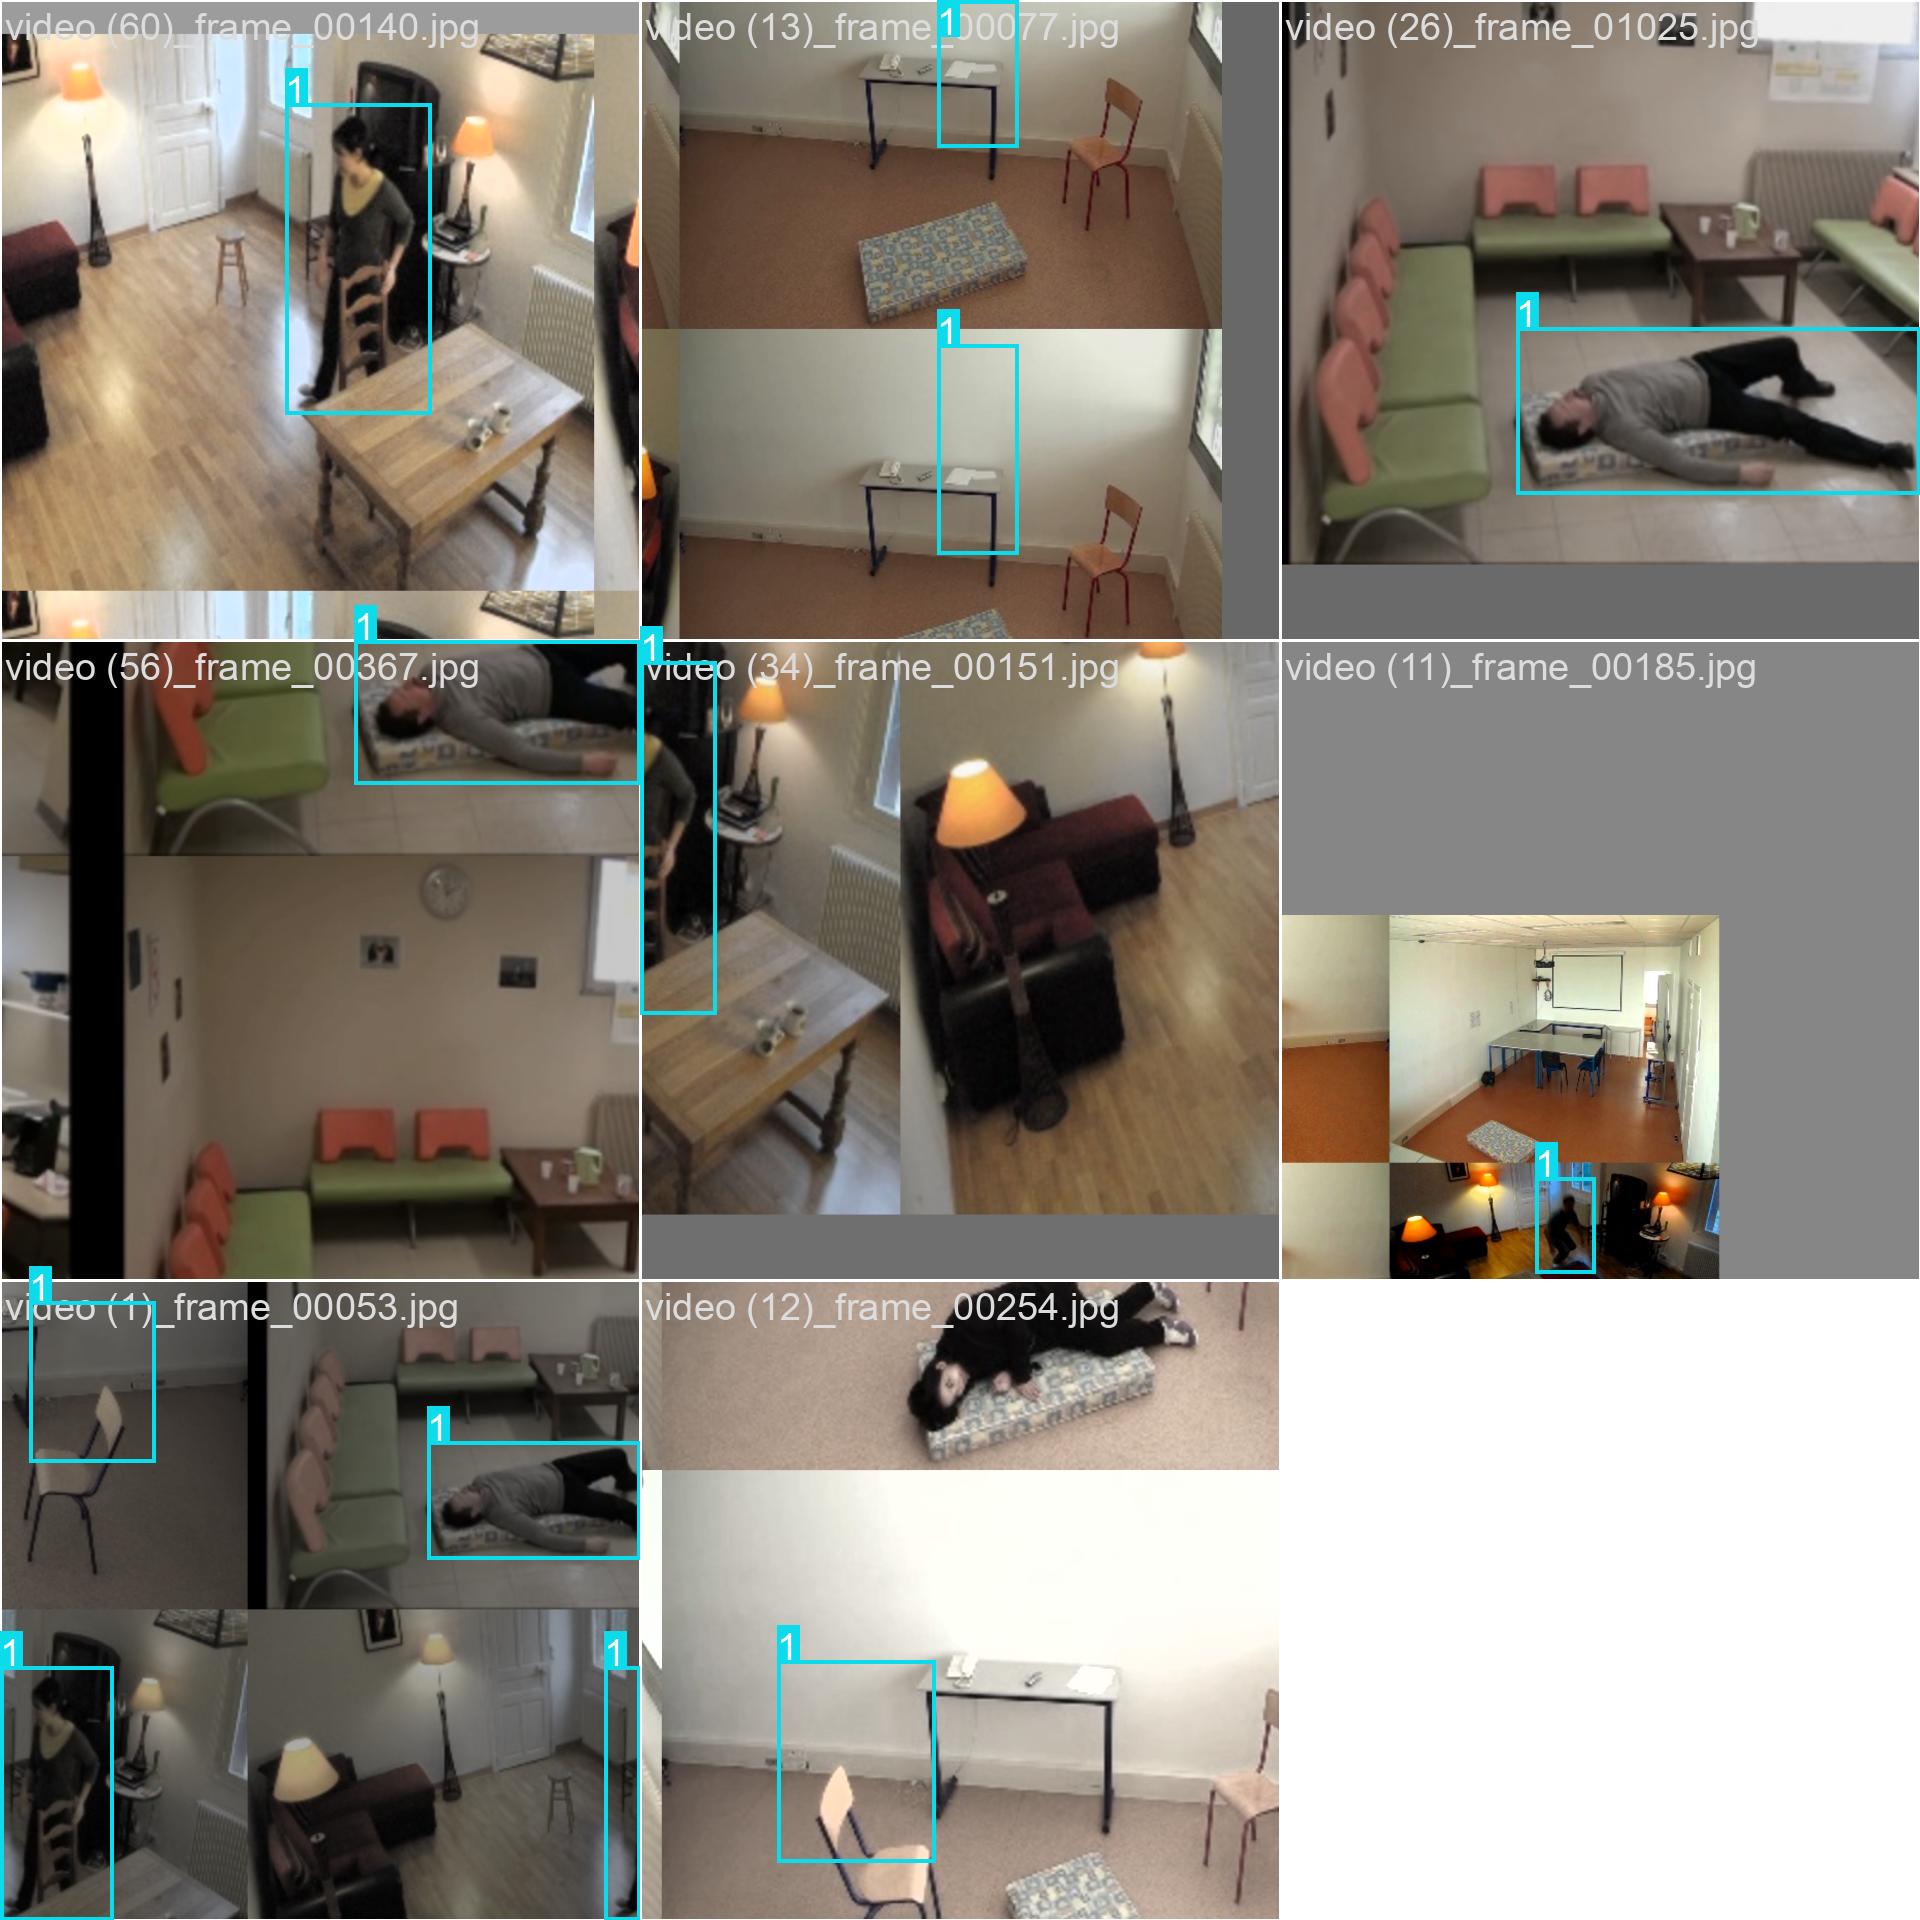 video (60)_frame_00140.jpg
video (13)_frame_00077.jpg
video (26)_frame_01025.jpg
1
1
1
1
video (56)_frame_00367.jpg
video (34)_frame_00151.jpg
video (11)_frame_00185.jpg
1
1
1
video (1)_frame_00053.jpg
video (12)_frame_00254.jpg
1
1
1
1
1